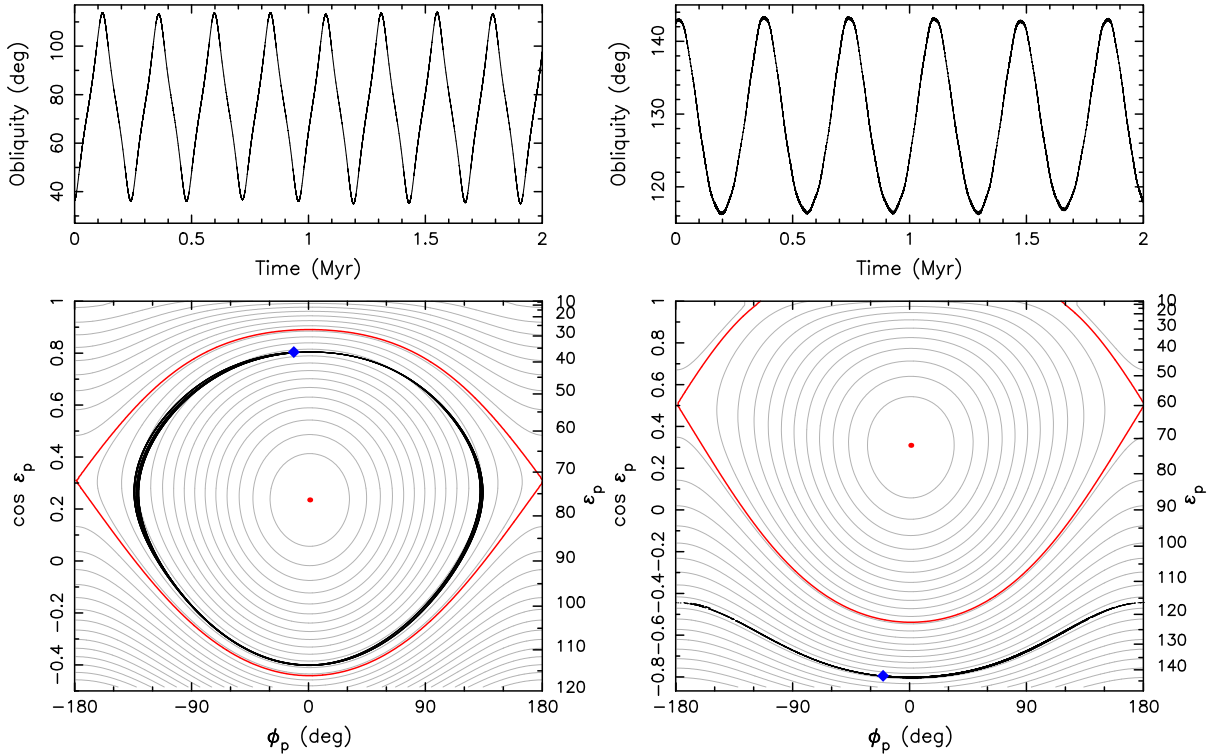 Obliquity (deg)
40 60 80 100
0 0.5 1 1.5 2
Time (Myr)
Obliquity (deg)
120 130 140
0 0.5 1 1.5 2
Time (Myr)
cos ε_p
−0.4 −0.2 0 0.2 0.4 0.6 0.8 1
10
20
30
40
50
60
70
80
90
100
110
120
ε_p
−180 −90 0 90 180
ϕ_p (deg)
cos ε_p
−0.8 −0.6 −0.4 −0.2 0 0.2 0.4 0.6 0.8 1
10
20
30
40
50
60
70
80
90
100
110
120
130
140
ε_p
−180 −90 0 90 180
ϕ_p (deg)